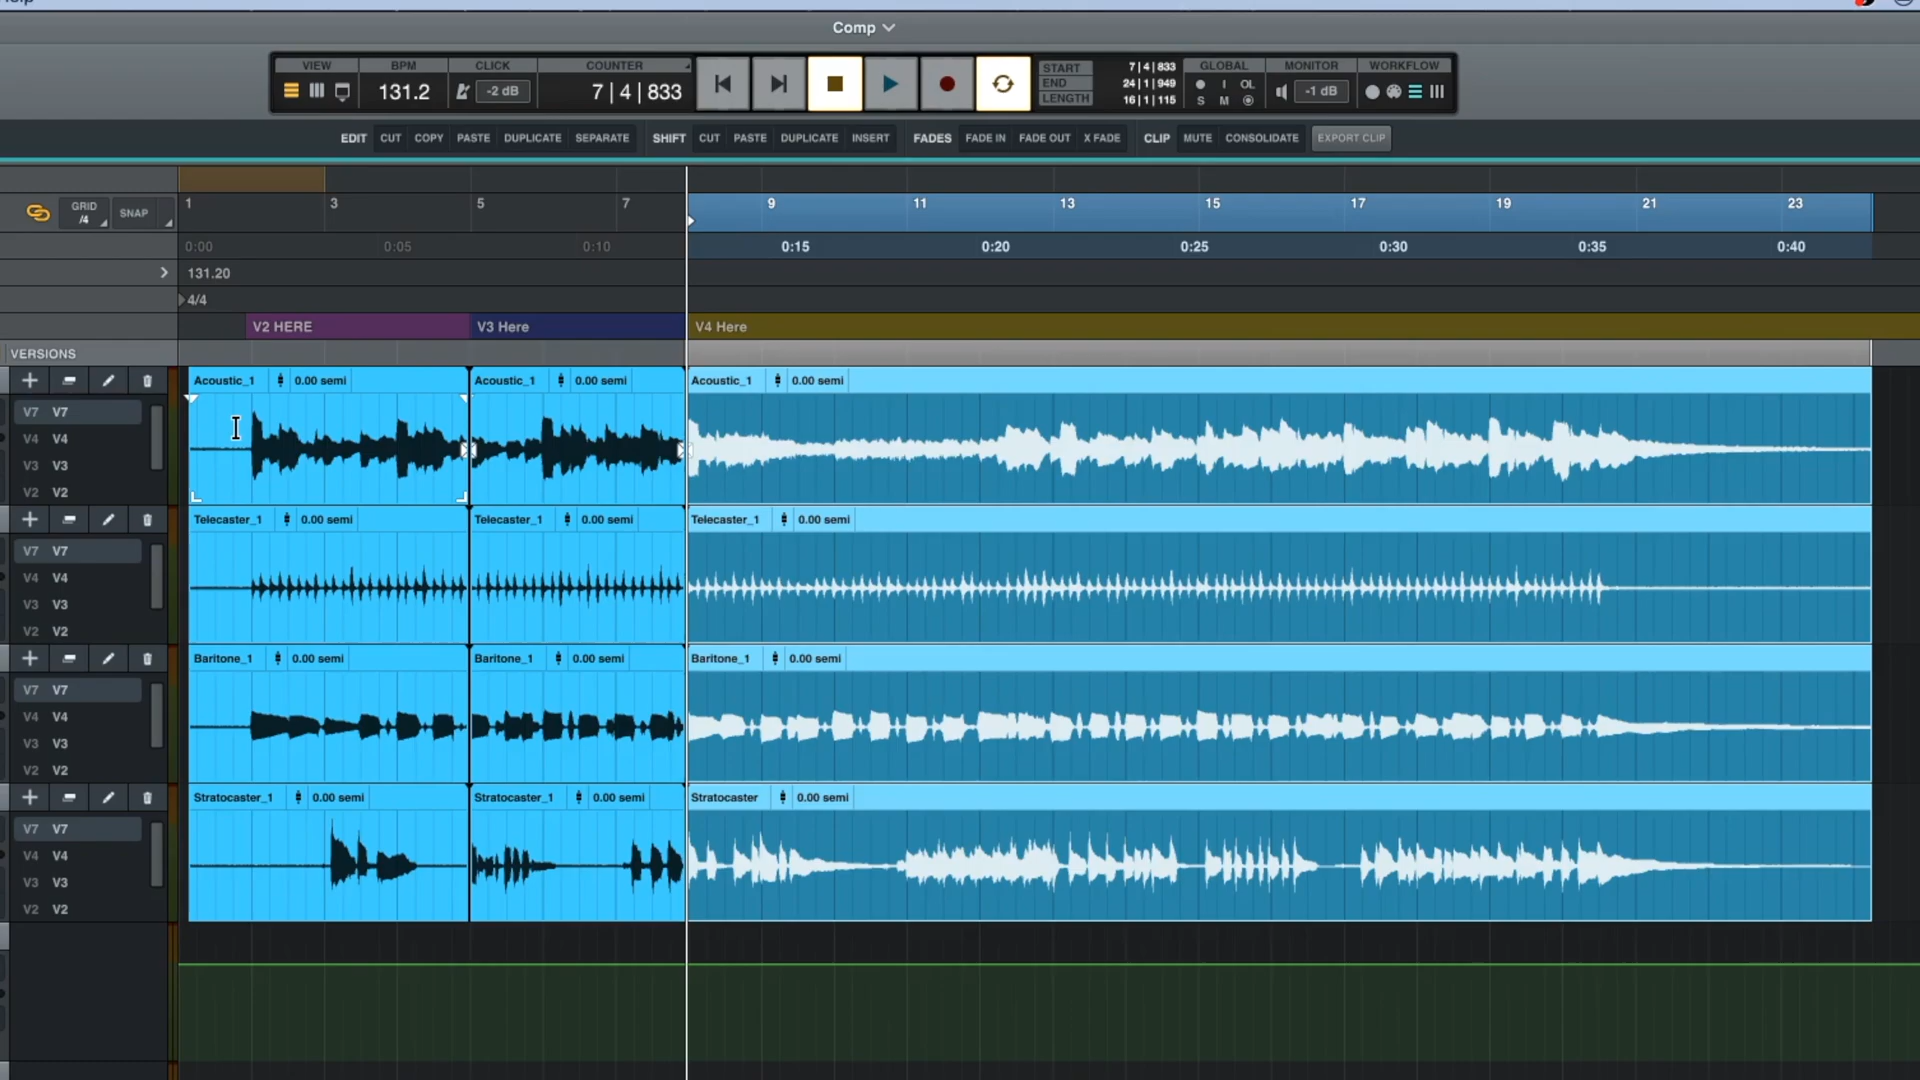 Comp
VIEW BPM CLICK COUNTER START 7|4|833 GLOBAL MONITOR WORKFLOW
131.2 -2 dB 7|4|833 END 24|1|949 I OL -1 dB
LENGTH 16|1|115 S M
EDIT CUT COPY PASTE DUPLICATE SEPARATE SHIFT CUT PASTE DUPLICATE INSERT FADES FADE IN FADE OUT X FADE CLIP MUTE CONSOLIDATE EXPORT CLIP
GRID /4 SNAP 1 3 5 7 9 11 13 15 17 19 21 23
0:00 0:05 0:10 0:15 0:20 0:25 0:30 0:35 0:40
131.20
4/4
V2 HERE V3 Here V4 Here
VERSIONS
Acoustic_1 0.00 semi Acoustic_1 0.00 semi Acoustic_1 0.00 semi
V7 V7
V4 V4
V3 V3
V2 V2
Telecaster_1 0.00 semi Telecaster_1 0.00 semi Telecaster_1 0.00 semi
V7 V7
V4 V4
V3 V3
V2 V2
Baritone_1 0.00 semi Baritone_1 0.00 semi Baritone_1 0.00 semi
V7 V7
V4 V4
V3 V3
V2 V2
Stratocaster_1 0.00 semi Stratocaster_1 0.00 semi Stratocaster 0.00 semi
V7 V7
V4 V4
V3 V3
V2 V2